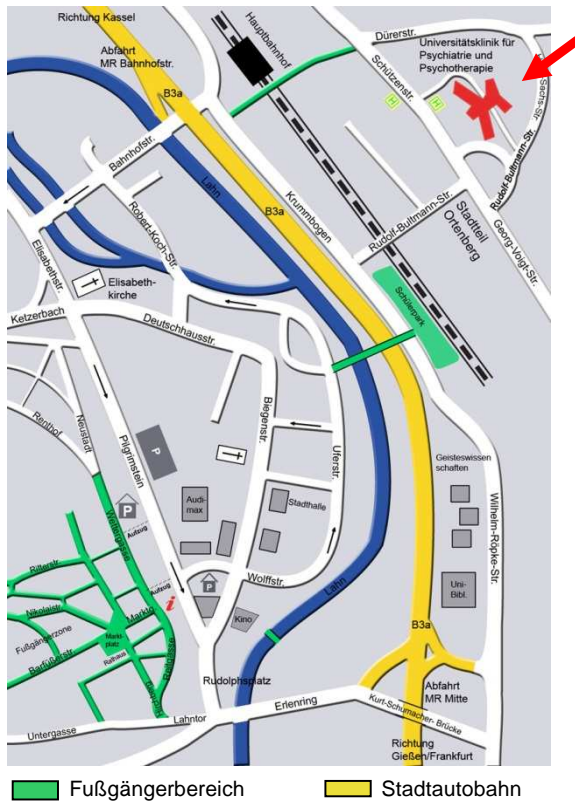 Richtung Kassel
Abfahrt
MR Bahnhofstr.
B3a
Hauptbahnhof
Dürerstr.
Universitätsklinik für
Psychiatrie und
Psychotherapie
Schützenstr.
H
H
Sachs-Str.
Rudolf-Bultmann-Str.
Bahnhofstr.
Lahn
B3a
Krummbogen
Rudolf-Bultmann-Str.
Stadtteil
Ortenberg
Georg-Voigt-Str.
Robert-Koch-Str.
Elisabethstr.
Elisabeth-
kirche
Ketzerbach
Deutschhausstr.
Schülerpark
Renthof
Neustadt
Pilgrimstein
P
Biegenstr.
Uferstr.
Geisteswissen
schaften
Wilhelm-Röpke-Str.
P
Audi-
max
Stadthalle
Wettergasse
Aufzug
Ritterstr.
Aufzug
P
Wolffstr.
Lahn
Uni-
Bibl.
Nikolaistr.
Markt
i
Kino
B3a
Fußgängerzone
Markt-
platz
Reitgasse
Barfüßerstr.
Rathaus
Rudolphsplatz
Abfahrt
MR Mitte
Untergasse
Lahntor
Erlenring
Kurt-Schumacher- Brücke
Richtung
Gießen/Frankfurt
Fußgängerbereich
Stadtautobahn